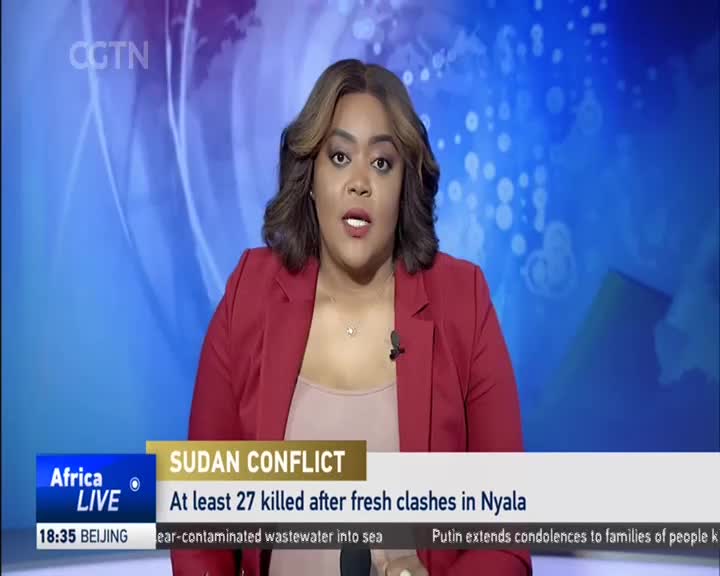 CGTN
SUDAN CONFLICT
Africa
LIVE
At least 27 killed after fresh clashes in Nyala
18:35 BEIJING
ear-contaminated wastewater into sea
Putin extends condolences to families of people k